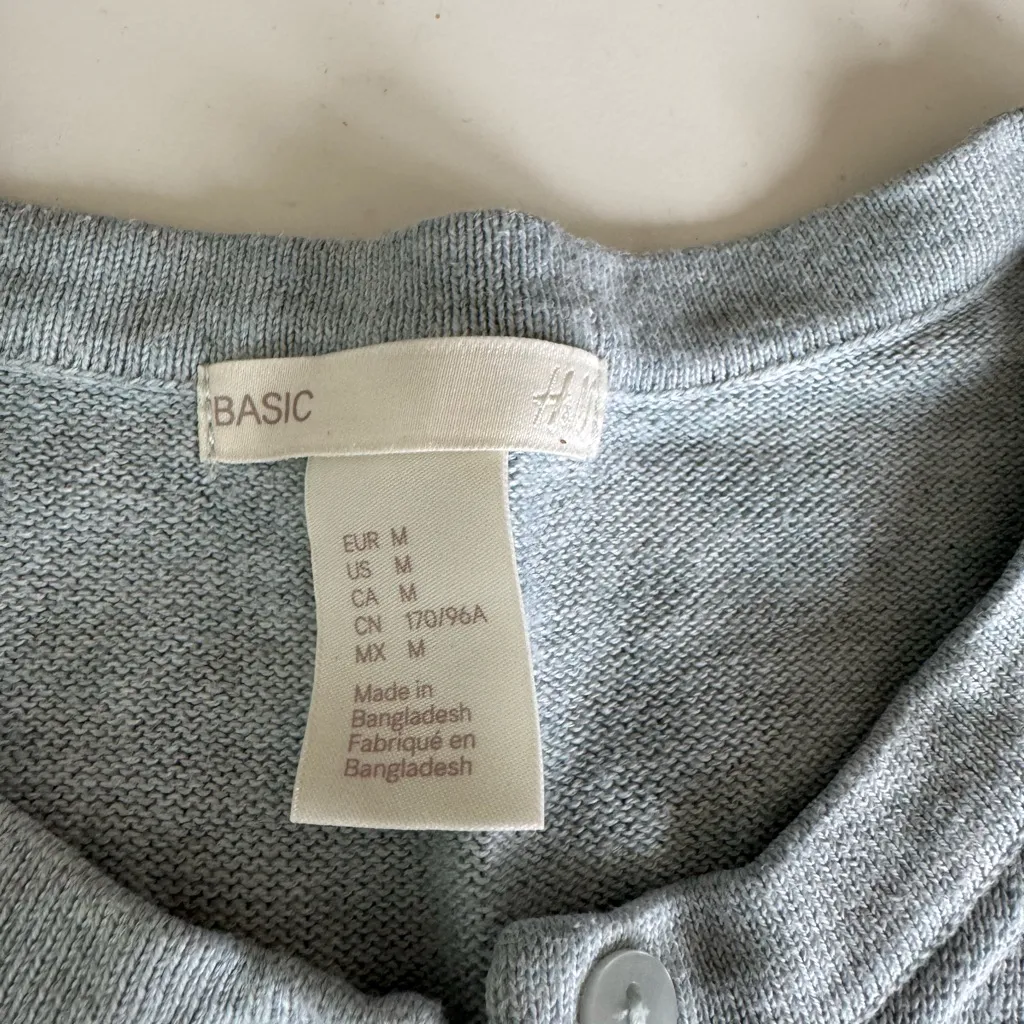 BASIC H&M
EUR M
US M
CA M
CN 170/96A
MX M
Made in
Bangladesh
Fabriqué en
Bangladesh